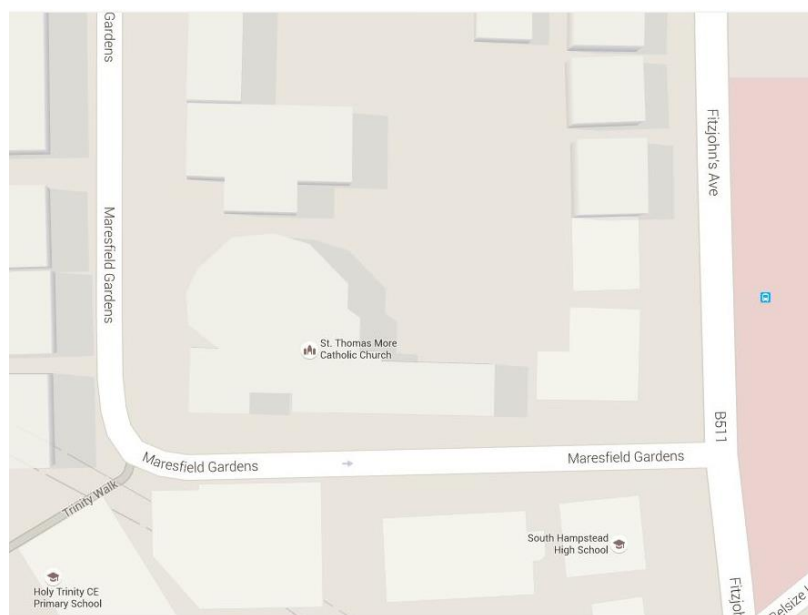 Gardens
Fitzjohn's Ave
Maresfield Gardens
St. Thomas More
Catholic Church
B511
Maresfield Gardens
Maresfield Gardens
Trinity Walk
South Hampstead
High School
Holy Trinity CE
Primary School
Fitzjoh
Belsize